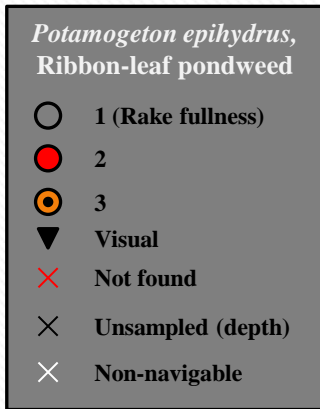 Potamogeton epihydrus,
Ribbon-leaf pondweed
1 (Rake fullness)
2
3
Visual
Not found
Unsampled (depth)
Non-navigable